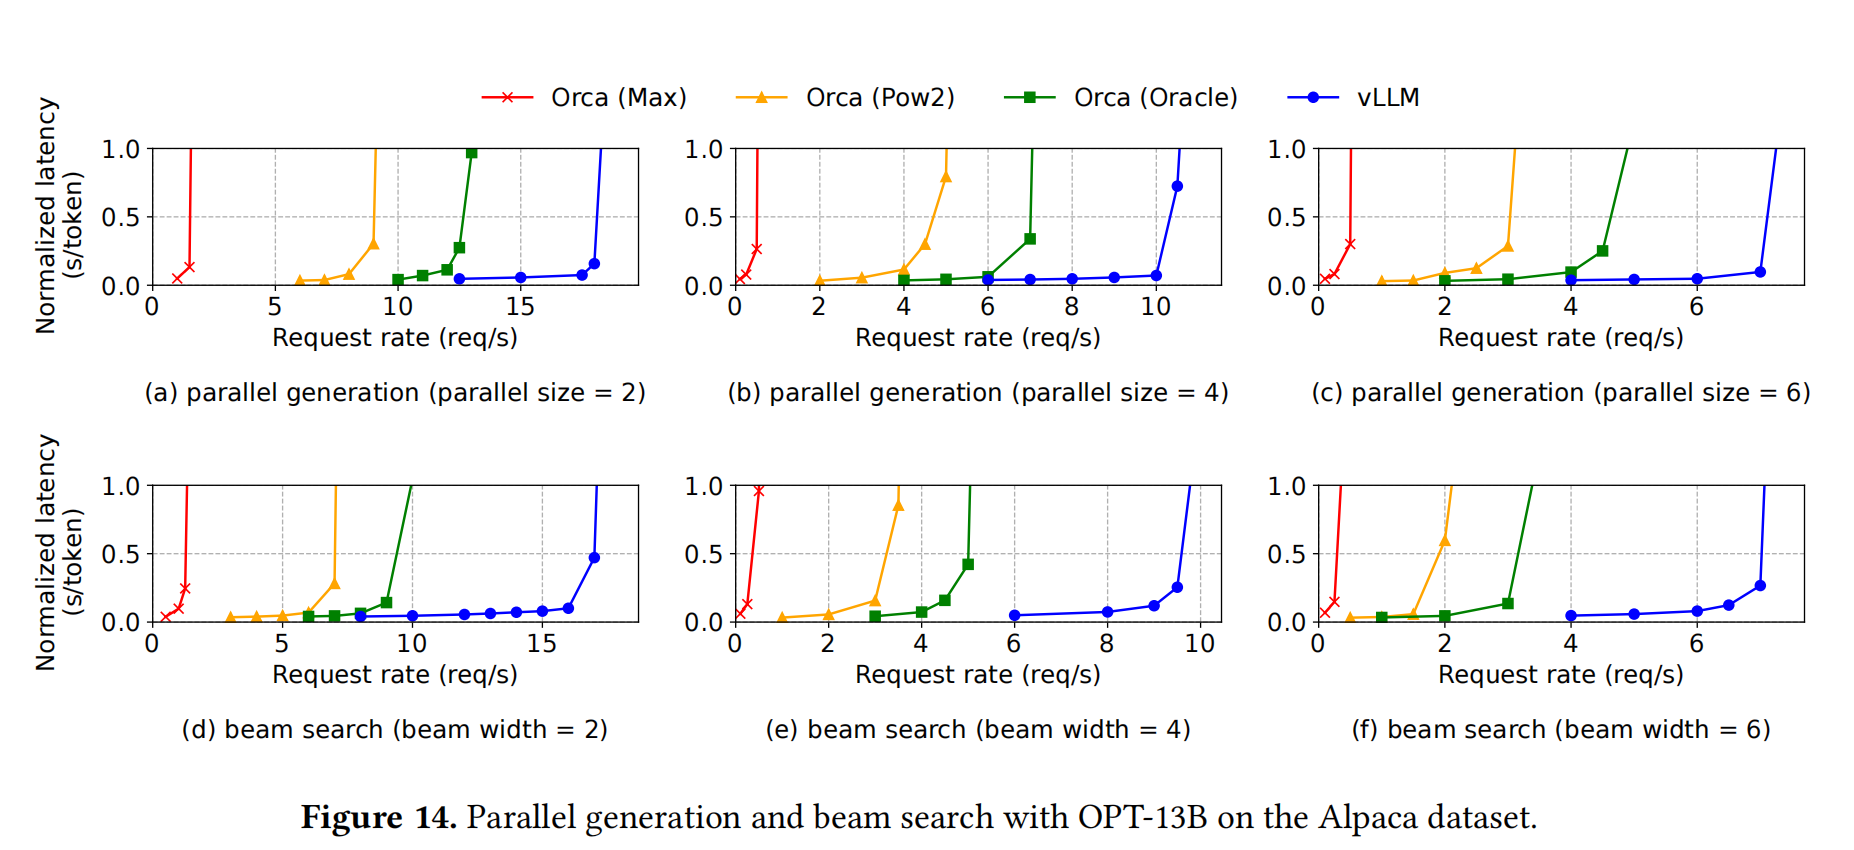 Orca (Max) Orca (Pow2) Orca (Oracle) vLLM
Normalized latency
(s/token)
1.0
0.5
0.0
0 5 10 15
Request rate (req/s)
(a) parallel generation (parallel size = 2)
1.0
0.5
0.0
0 2 4 6 8 10
Request rate (req/s)
(b) parallel generation (parallel size = 4)
1.0
0.5
0.0
0 2 4 6
Request rate (req/s)
(c) parallel generation (parallel size = 6)
Normalized latency
(s/token)
1.0
0.5
0.0
0 5 10 15
Request rate (req/s)
(d) beam search (beam width = 2)
1.0
0.5
0.0
0 2 4 6 8 10
Request rate (req/s)
(e) beam search (beam width = 4)
1.0
0.5
0.0
0 2 4 6
Request rate (req/s)
(f) beam search (beam width = 6)
Figure 14. Parallel generation and beam search with OPT-13B on the Alpaca dataset.